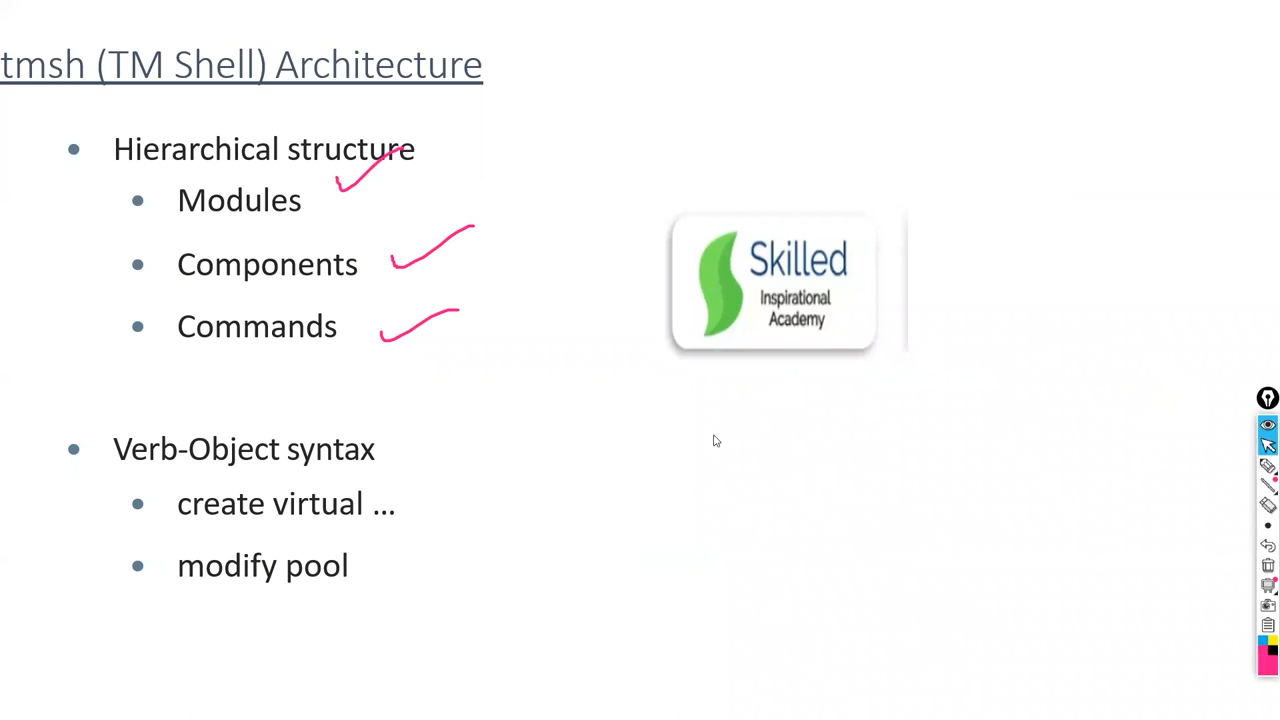 tmsh (TM Shell) Architecture
• Hierarchical structure
• Modules
• Components
• Commands
Skilled
Inspirational
Academy
• Verb-Object syntax
• create virtual ...
• modify pool